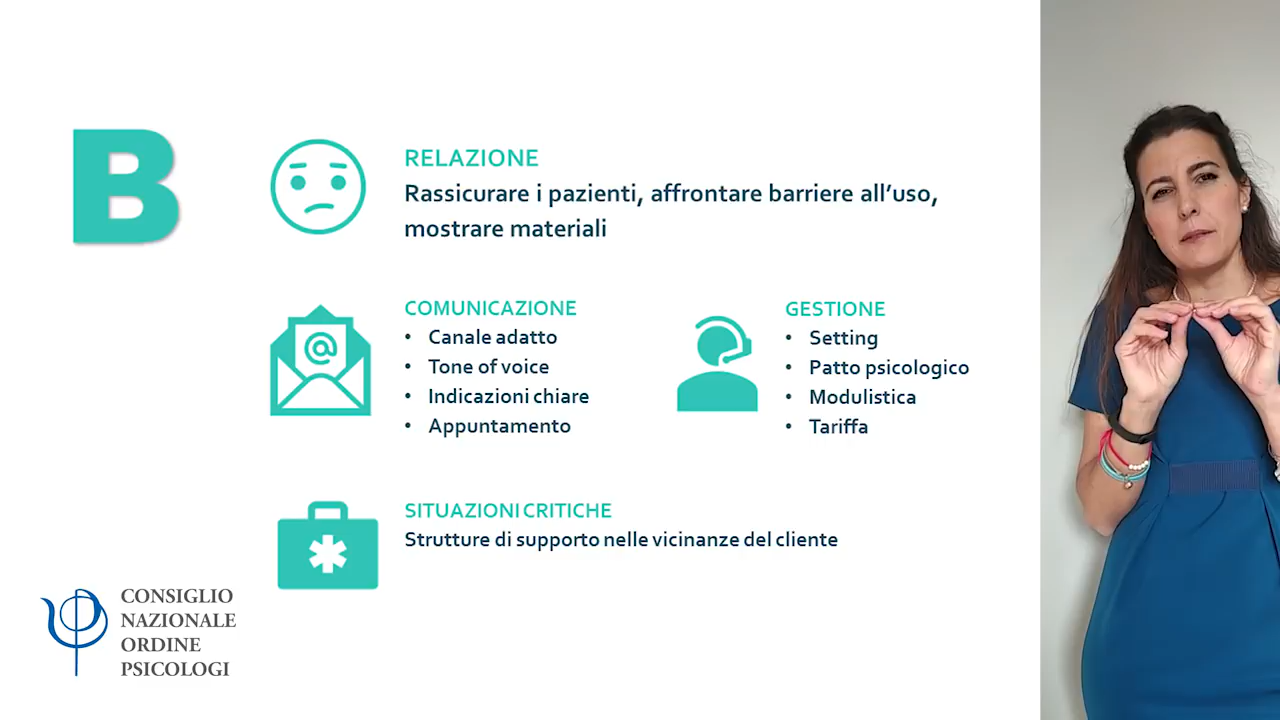 B
RELAZIONE
Rassicurare i pazienti, affrontare barriere all’uso,
mostrare materiali
COMUNICAZIONE
• Canale adatto
• Tone of voice
• Indicazioni chiare
• Appuntamento
GESTIONE
• Setting
• Patto psicologico
• Modulistica
• Tariffa
SITUAZIONI CRITICHE
Strutture di supporto nelle vicinanze del cliente
CONSIGLIO
NAZIONALE
ORDINE
PSICOLOGI